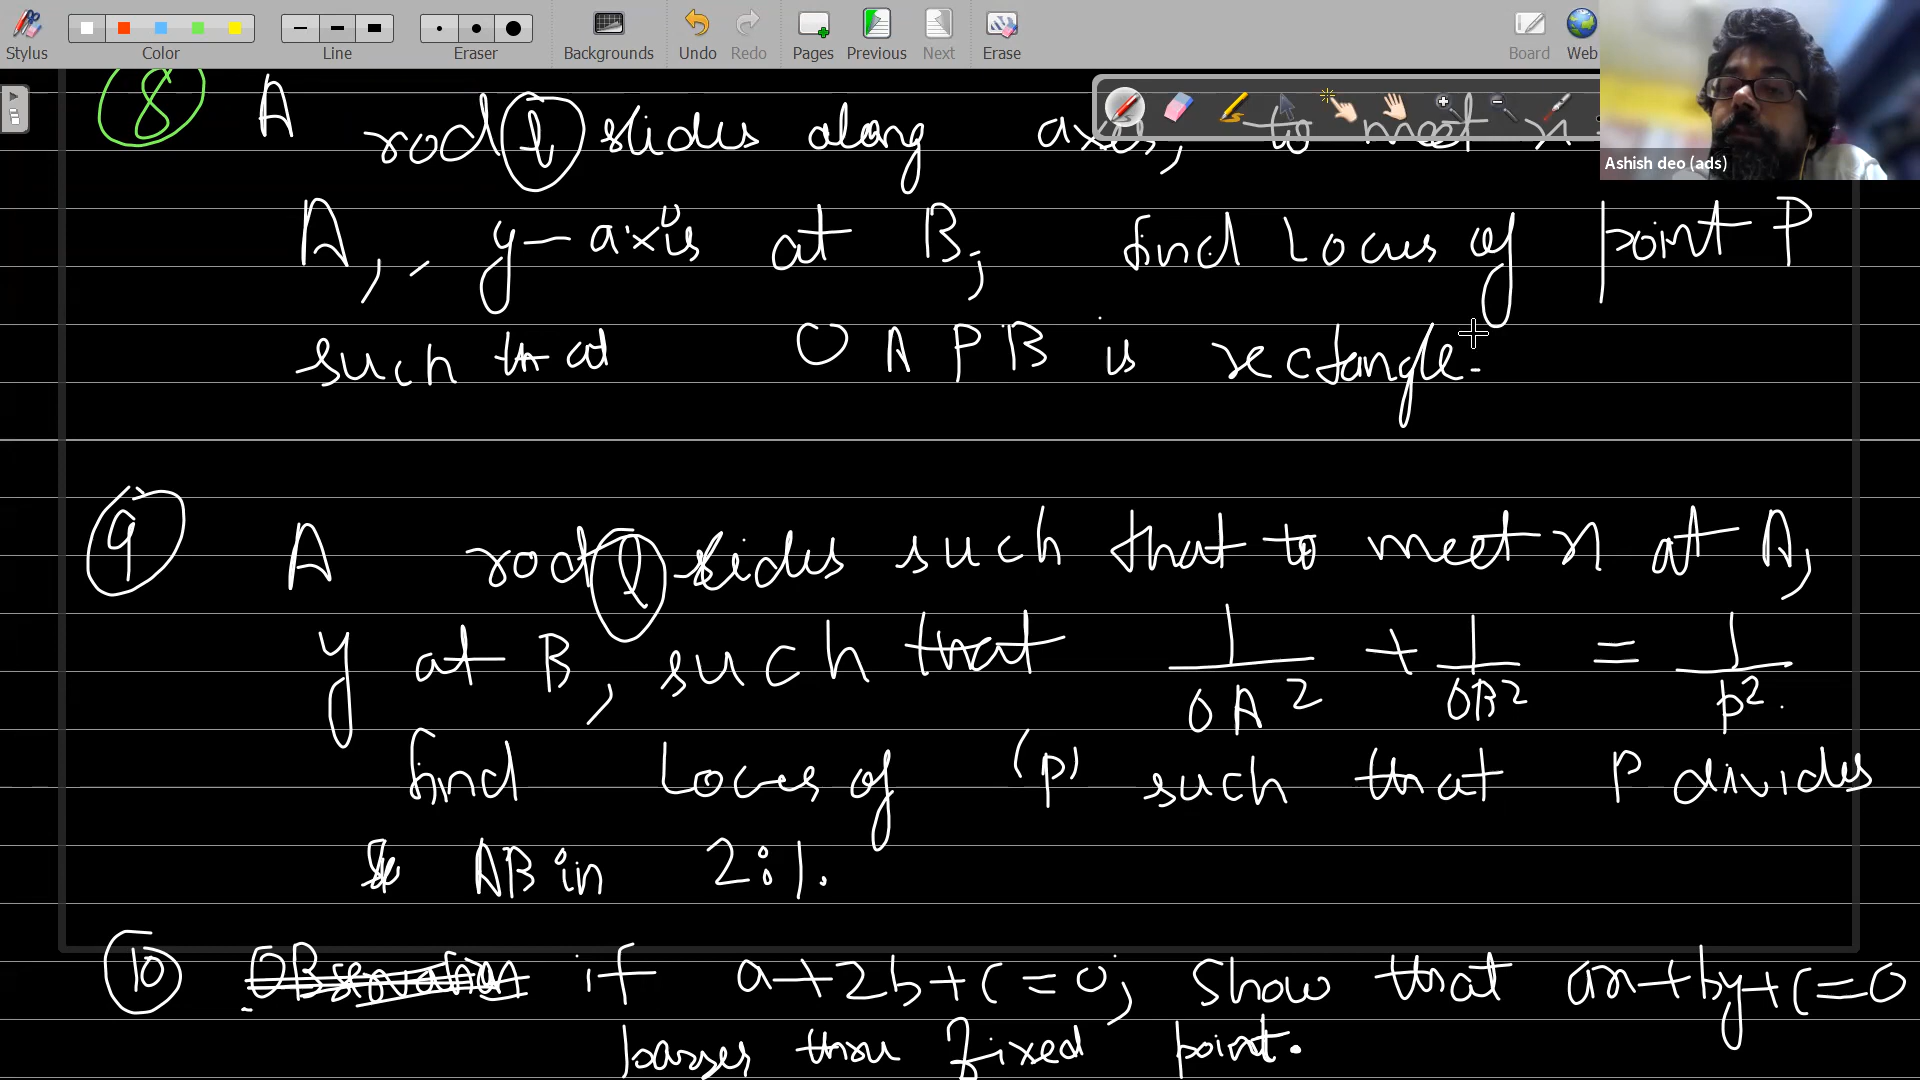 Stylus
Color
Line
Eraser
Backgrounds
Undo
Redo
Pages
Previous
Next
Erase
Board
Web
Ashish deo (ads)
8 A rod l slides along axes, to meet x
A, y-axis at B; find Locus of point P
such that OAPB is rectangle.
9 A rod l slides such that to meet x at A,
y at B, such that 1/OA² + 1/OB² = 1/p².
find Locus of (P) such that P divides
AB in 2:1.
10 OBservation if a+2b+c=0; show that ax+by+c=0
passes thru fixed point.